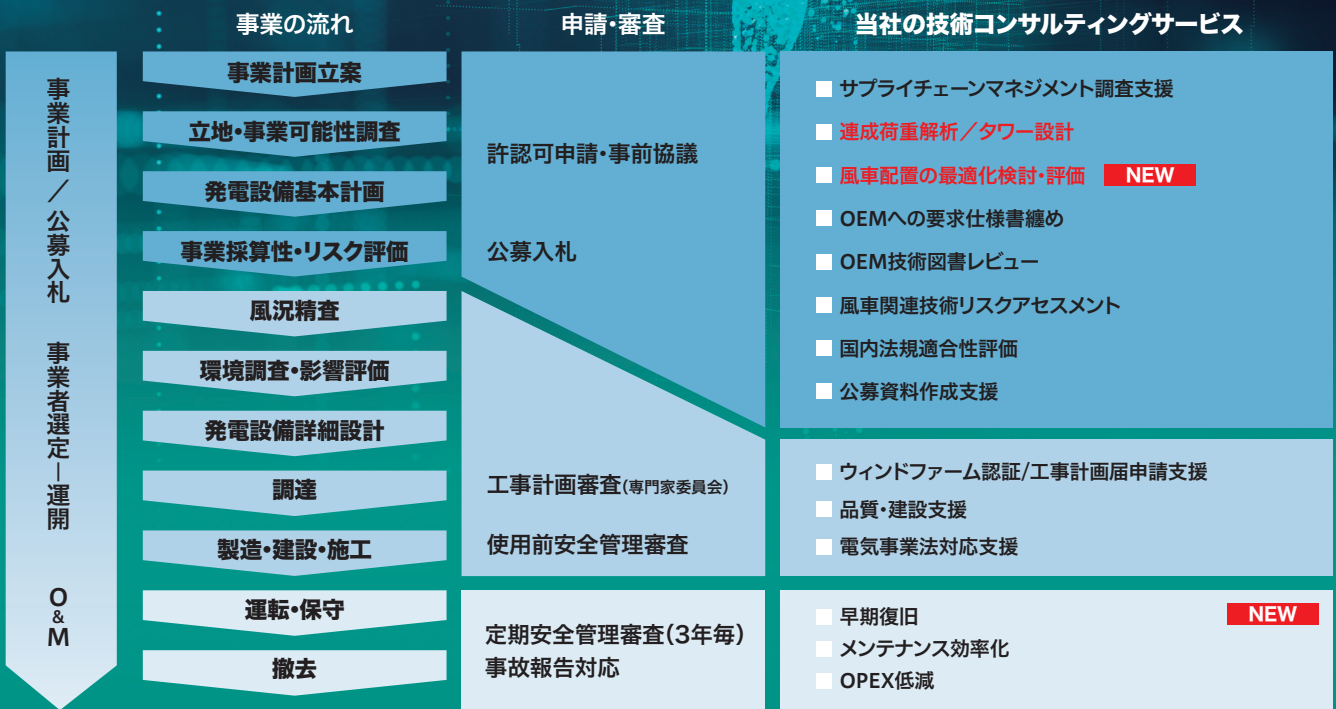 事業の流れ
申請・審査
当社の技術コンサルティングサービス
事業計画／公募入札
事業者選定－運開
O&M
事業計画立案
立地・事業可能性調査
発電設備基本計画
事業採算性・リスク評価
風況精査
環境調査・影響評価
発電設備詳細設計
調達
製造・建設・施工
運転・保守
撤去
許認可申請・事前協議
公募入札
工事計画審査(専門家委員会)
使用前安全管理審査
定期安全管理審査(3年毎)
事故報告対応
サプライチェーンマネジメント調査支援
連成荷重解析／タワー設計
風車配置の最適化検討・評価 NEW
OEMへの要求仕様書纏め
OEM技術図書レビュー
風車関連技術リスクアセスメント
国内法規適合性評価
公募資料作成支援
ウィンドファーム認証/工事計画届申請支援
品質・建設支援
電気事業法対応支援
早期復旧 NEW
メンテナンス効率化
OPEX低減